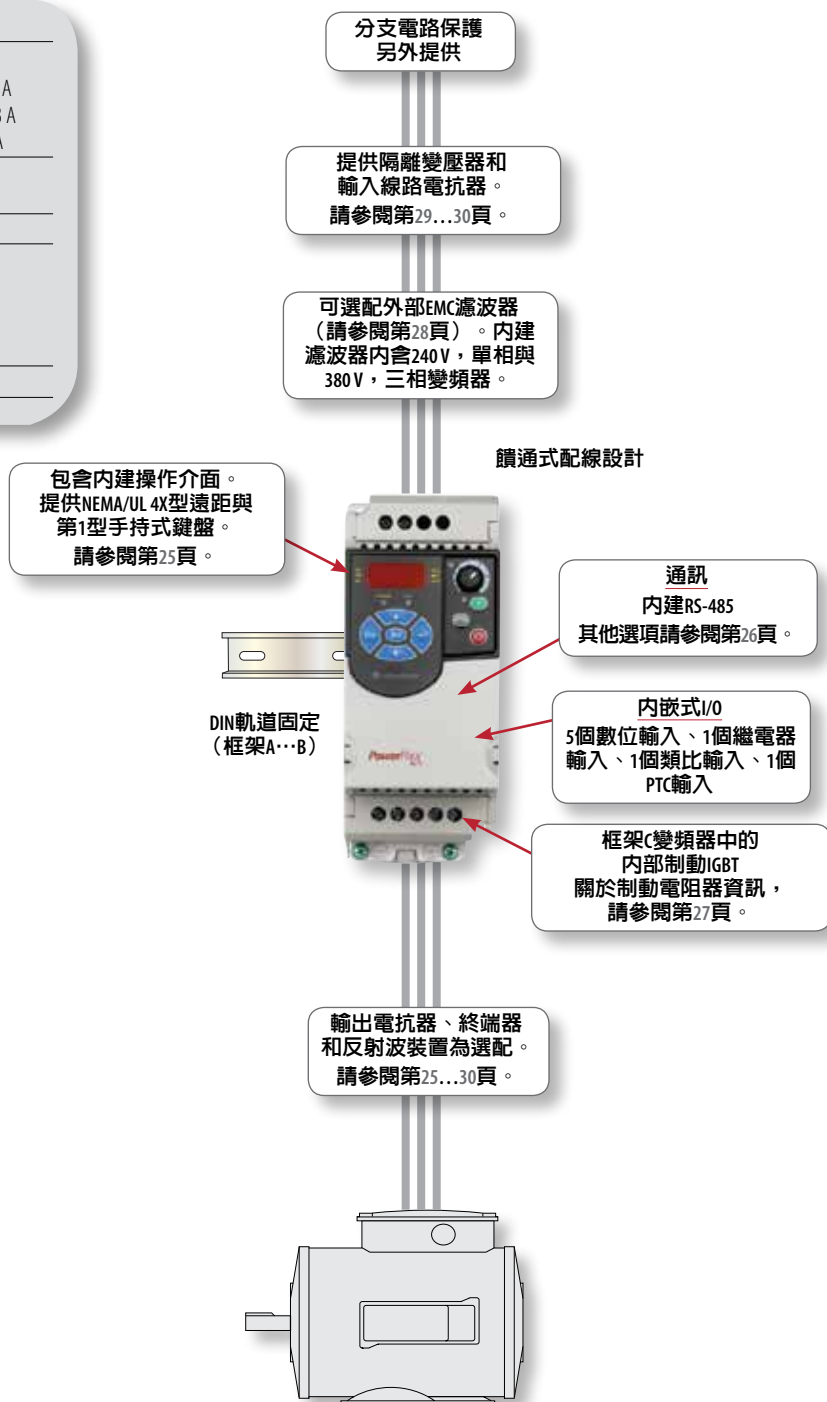 A
3 A
A
分支電路保護
另外提供
提供隔離變壓器和
輸入線路電抗器。
請參閱第29…30頁。
可選配外部EMC濾波器
（請參閱第28頁）。内建
濾波器内含240 V，單相與
380 V，三相變頻器。
饋通式配線設計
包含内建操作介面。
提供NEMA/UL 4X型遠距與
第1型手持式鍵盤。
請參閱第25頁。
通訊
内建RS-485
其他選項請參閱第26頁。
DIN軌道固定
（框架A…B）
内嵌式I/O
5個數位輸入、1個繼電器
輸入、1個類比輸入、1個
PTC輸入
PowerFlex
框架C變頻器中的
内部制動IGBT
關於制動電阻器資訊，
請參閱第27頁。
輸出電抗器、終端器
和反射波裝置為選配。
請參閱第25…30頁。